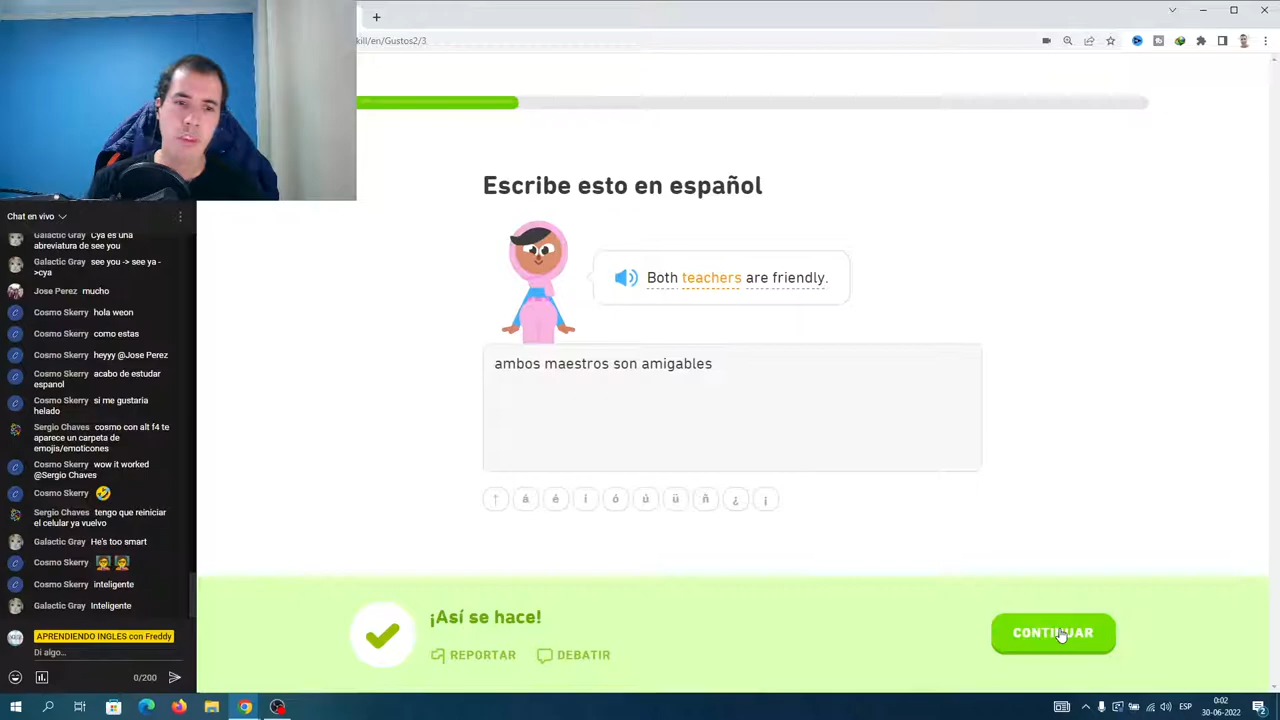 kill/en/Gustos2/3
Escribe esto en español
Both teachers are friendly.
ambos maestros son amigables
↑ á é í ó ú ü ñ ¿ ¡
¡Así se hace!
REPORTAR DEBATIR
CONTINUAR
Chat en vivo
Galactic Gray Cya es una
abreviatura de see you
Galactic Gray see you -> see ya -
>cya
Jose Perez mucho
Cosmo Skerry hola weon
Cosmo Skerry como estas
Cosmo Skerry heyyy @Jose Perez
Cosmo Skerry acabo de estudar
espanol
Cosmo Skerry si me gustaria
helado
Sergio Chaves cosmo con alt f4 te
aparece un carpeta de
emojis/emoticones
Cosmo Skerry wow it worked
@Sergio Chaves
Cosmo Skerry 🤣
Sergio Chaves tengo que reiniciar
el celular ya vuelvo
Galactic Gray He's too smart
Cosmo Skerry
Cosmo Skerry inteligente
Galactic Gray Inteligente
APRENDIENDO INGLES con Freddy
Di algo...
0/200
ESP
0:02
30-06-2022
2